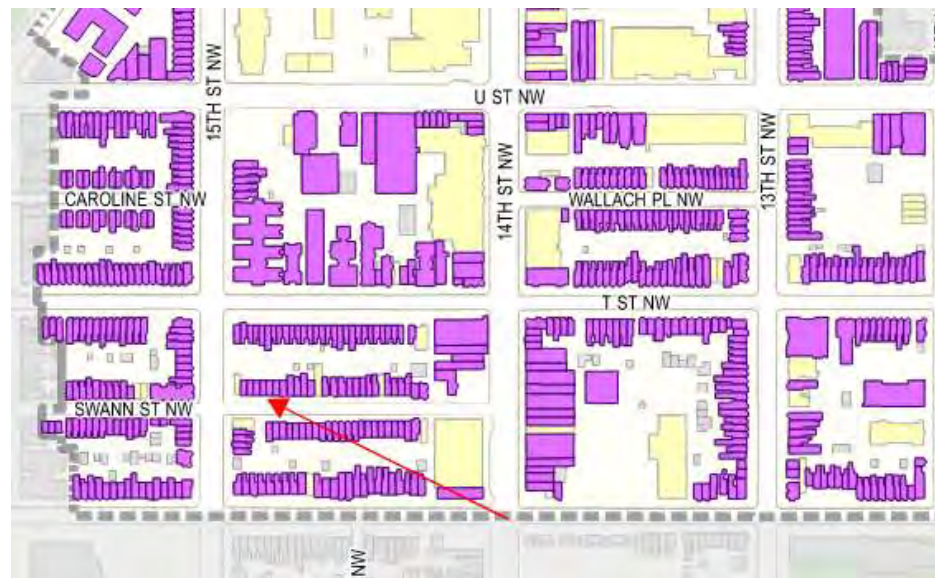 15TH ST NW
U ST NW
14TH ST NW
13TH ST NW
CAROLINE ST NW
WALLACH PL NW
T ST NW
SWANN ST NW
NW